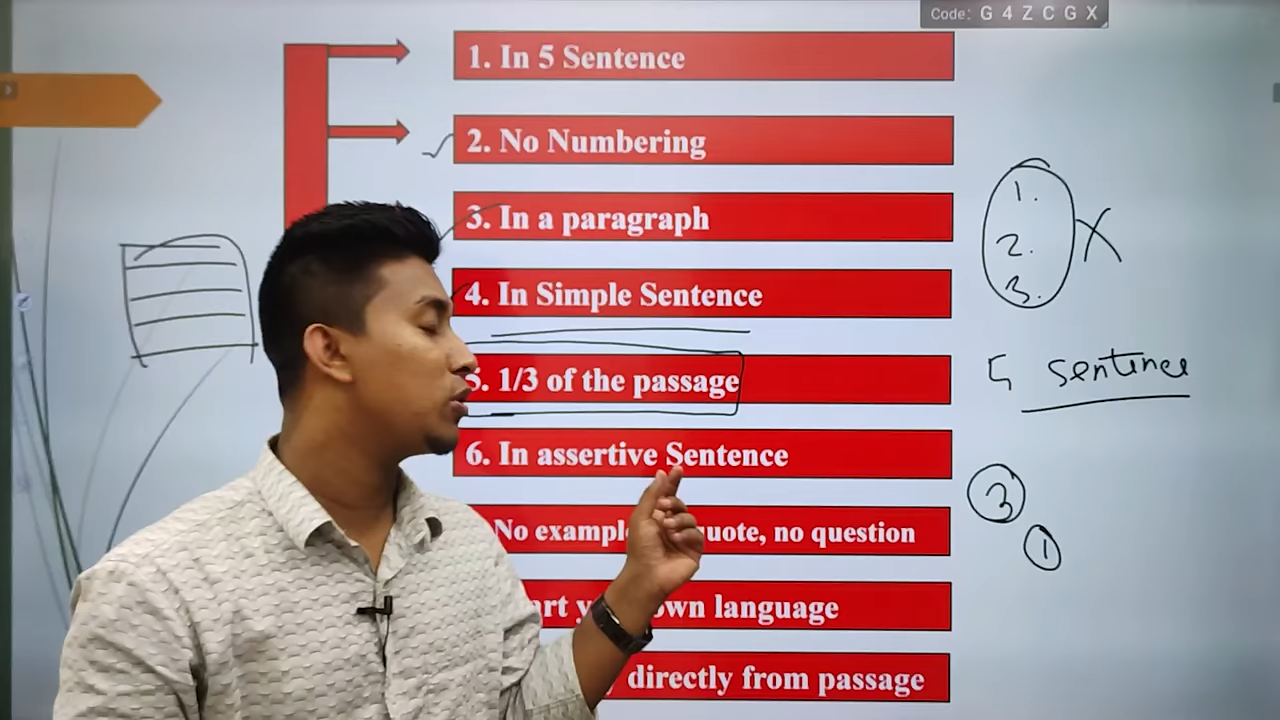 Code: G 4 Z C G X
1. In 5 Sentence
2. No Numbering
3. In a paragraph
4. In Simple Sentence
5. 1/3 of the passage
6. In assertive Sentence
No no question
own language
directly from passage
1.
2.
3.
X
5 sentence
3
1